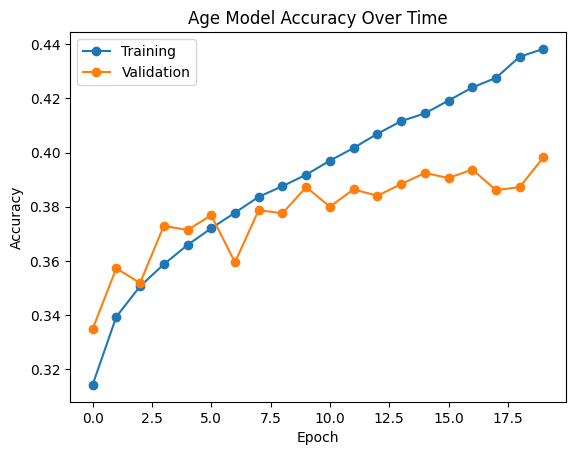 Age Model Accuracy Over Time
Training
Validation
0.44
0.42
0.40
0.38
0.36
0.34
0.32
Accuracy
0.0 2.5 5.0 7.5 10.0 12.5 15.0 17.5
Epoch